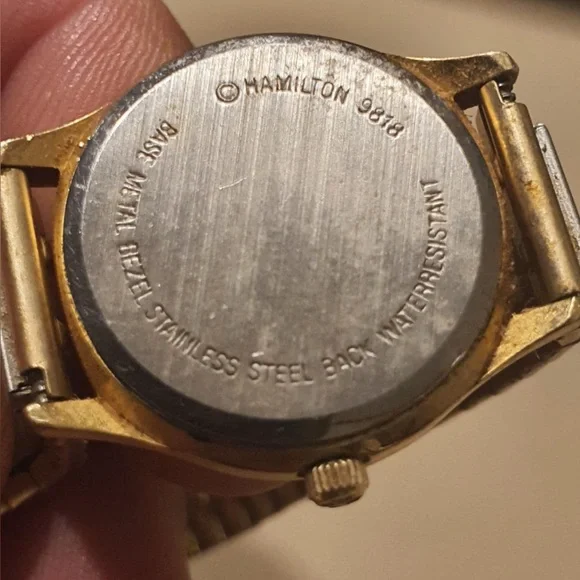 © HAMILTON 9818
BASE METAL BEZEL STAINLESS STEEL BACK WATERRESISTANT